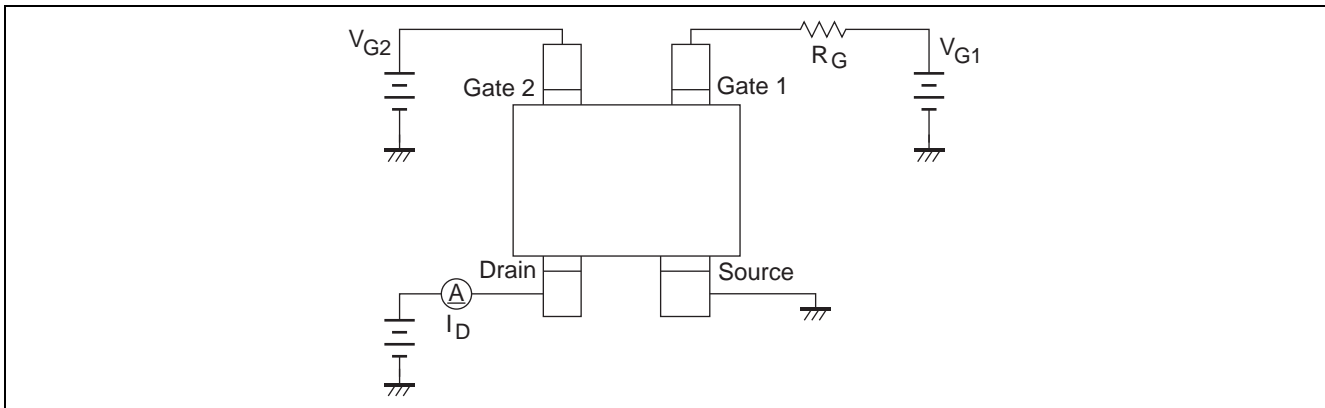 VG2
RG
VG1
Gate 2
Gate 1
Drain
Source
A
ID